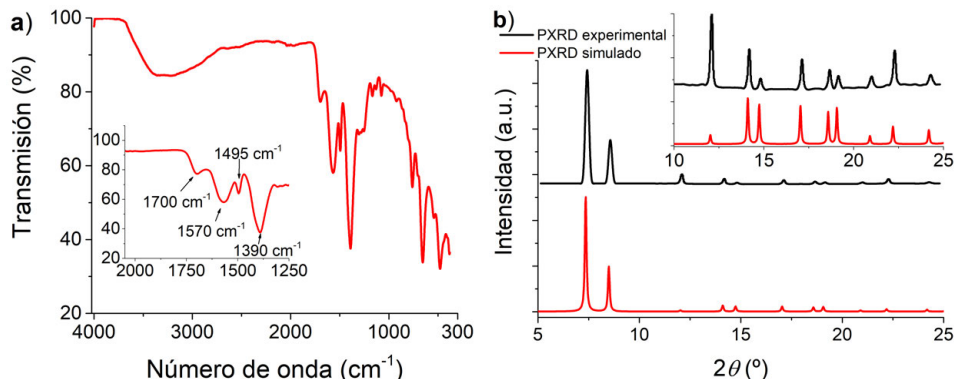 a)
100
80
60
40
20
Transmisión (%)
4000
3000
2000
1000
300
Número de onda (cm⁻¹)
100
80
60
40
20
2000
1750
1500
1250
1495 cm⁻¹
1700 cm⁻¹
1570 cm⁻¹
1390 cm⁻¹
b)
PXRD experimental
PXRD simulado
Intensidad (a.u.)
10
15
20
25
5
10
15
20
25
2θ (º)